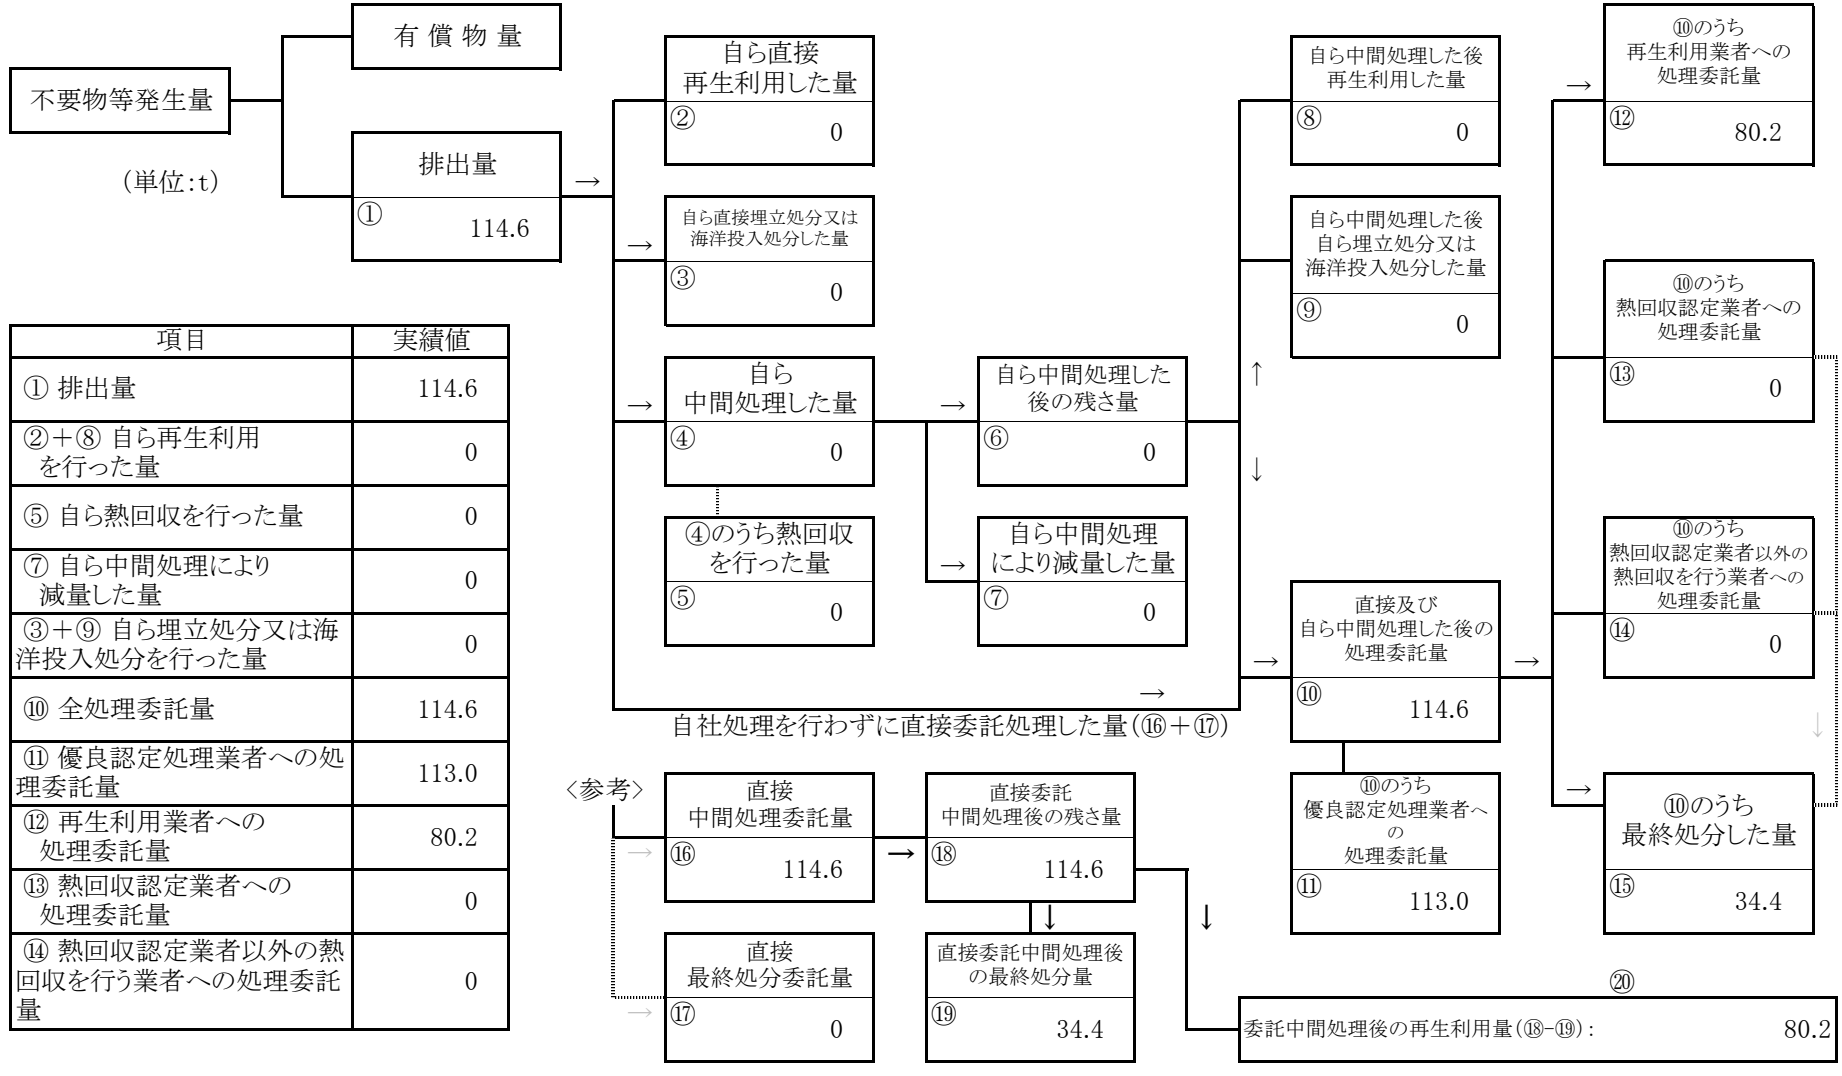 有 償 物 量
不要物等発生量
(単位:t)
排出量
①
114.6
→
自ら直接
再生利用した量
②
0
→
自ら直接埋立処分又は
海洋投入処分した量
③
0
→
自ら
中間処理した量
④
0
④のうち熱回収
を行った量
⑤
0
→
自ら中間処理した
後の残さ量
⑥
0
→
自ら中間処理
により減量した量
⑦
0
自ら中間処理した後
再生利用した量
⑧
0
自ら中間処理した後
自ら埋立処分又は
海洋投入処分した量
⑨
0
↑
↓
→
自社処理を行わずに直接委託処理した量(⑯+⑰)
→
直接及び
自ら中間処理した後の
処理委託量
⑩
114.6
⑩のうち
優良認定処理業者へ
の
処理委託量
⑪
113.0
→
→
⑩のうち
再生利用業者への
処理委託量
⑫
80.2
⑩のうち
熱回収認定業者への
処理委託量
⑬
0
⑩のうち
熱回収認定業者以外の
熱回収を行う業者への
処理委託量
⑭
0
↓
→
⑩のうち
最終処分した量
⑮
34.4
項目 実績値
① 排出量 114.6
②+⑧ 自ら再生利用
を行った量
0
⑤ 自ら熱回収を行った量 0
⑦ 自ら中間処理により
減量した量
0
③+⑨ 自ら埋立処分又は海
洋投入処分を行った量
0
⑩ 全処理委託量 114.6
⑪ 優良認定処理業者への処
理委託量
113.0
⑫ 再生利用業者への
処理委託量
80.2
⑬ 熱回収認定業者への
処理委託量
0
⑭ 熱回収認定業者以外の熱
回収を行う業者への処理委託
量
0
<参考>
→
直接
中間処理委託量
⑯
114.6
→
直接委託
中間処理後の残さ量
⑱
114.6
↓
↓
→
直接
最終処分委託量
⑰
0
直接委託中間処理後
の最終処分量
⑲
34.4
⑳
委託中間処理後の再生利用量(⑱-⑲): 80.2